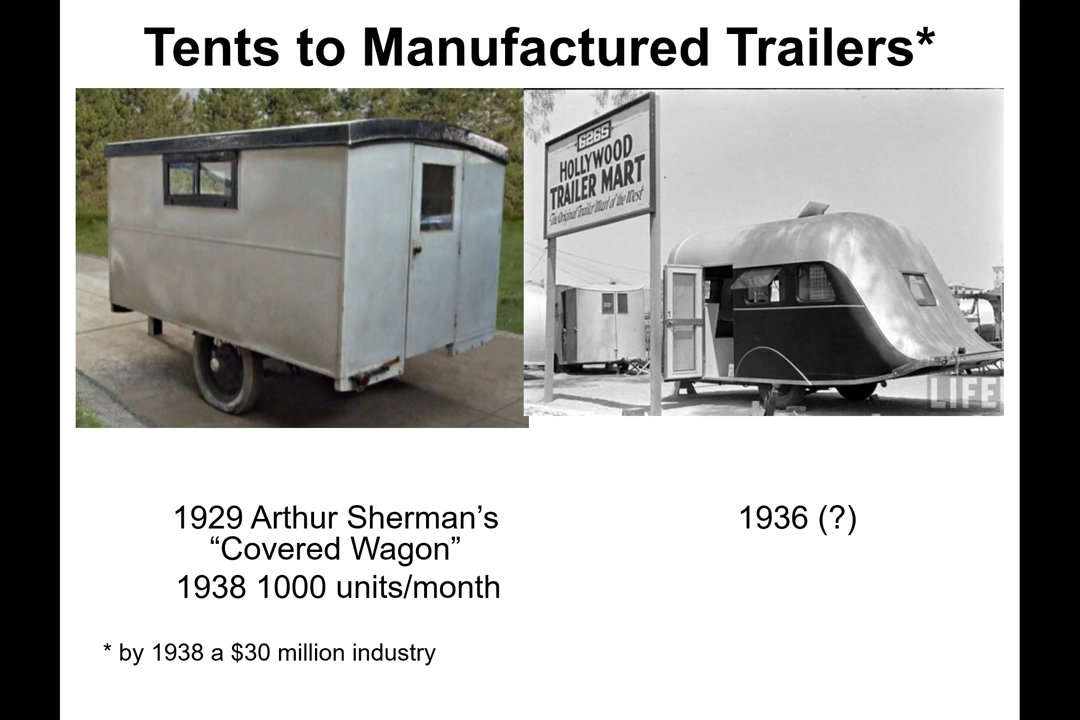 Tents to Manufactured Trailers*
6265
HOLLYWOOD
TRAILER MART
The Original Trailer Mart of the West
LIFE
1929 Arthur Sherman’s
“Covered Wagon”
1938 1000 units/month
1936 (?)
* by 1938 a $30 million industry